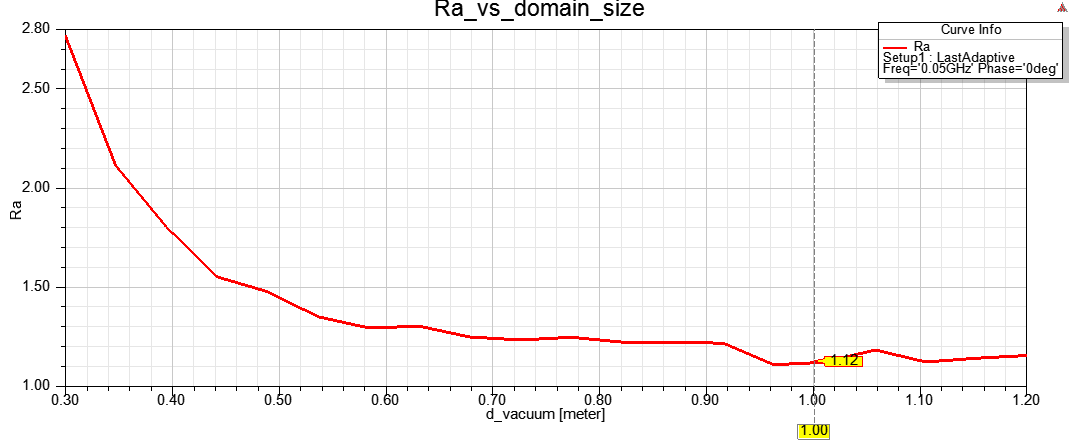 Ra_vs_domain_size
Curve Info
Ra
Setup1 : LastAdaptive
Freq='0.05GHz' Phase='0deg'
2.80
2.50
2.00
1.50
1.00
Ra
1.12
0.30 0.40 0.50 0.60 0.70 0.80 0.90 1.00 1.10 1.20
d_vacuum [meter]
1.00